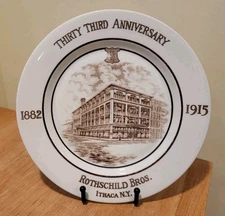 THIRTY THIRD ANNIVERSARY
1882
1915
ROTHSCHILD BROS.
ITHACA N.Y.